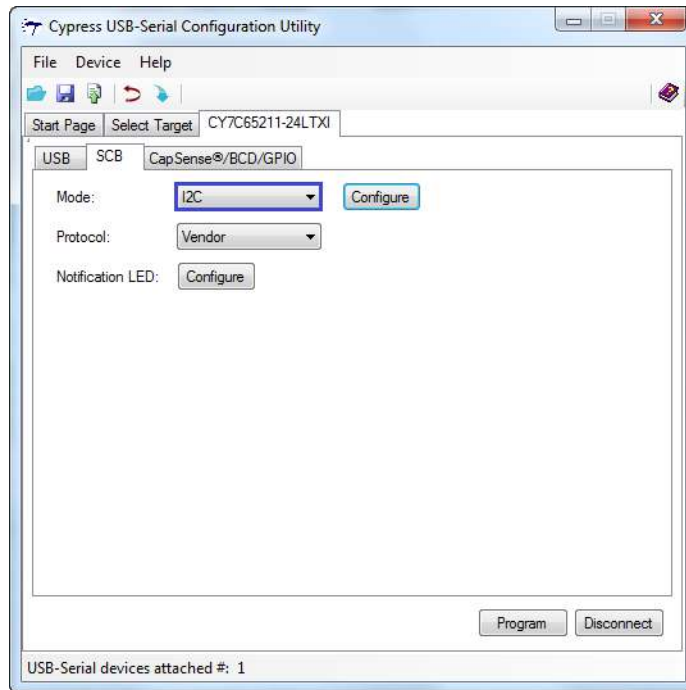 Cypress USB-Serial Configuration Utility
File Device Help
Start Page Select Target CY7C65211-24LTXI
USB SCB CapSense®/BCD/GPIO
Mode: I2C Configure
Protocol: Vendor
Notification LED: Configure
Program Disconnect
USB-Serial devices attached #: 1